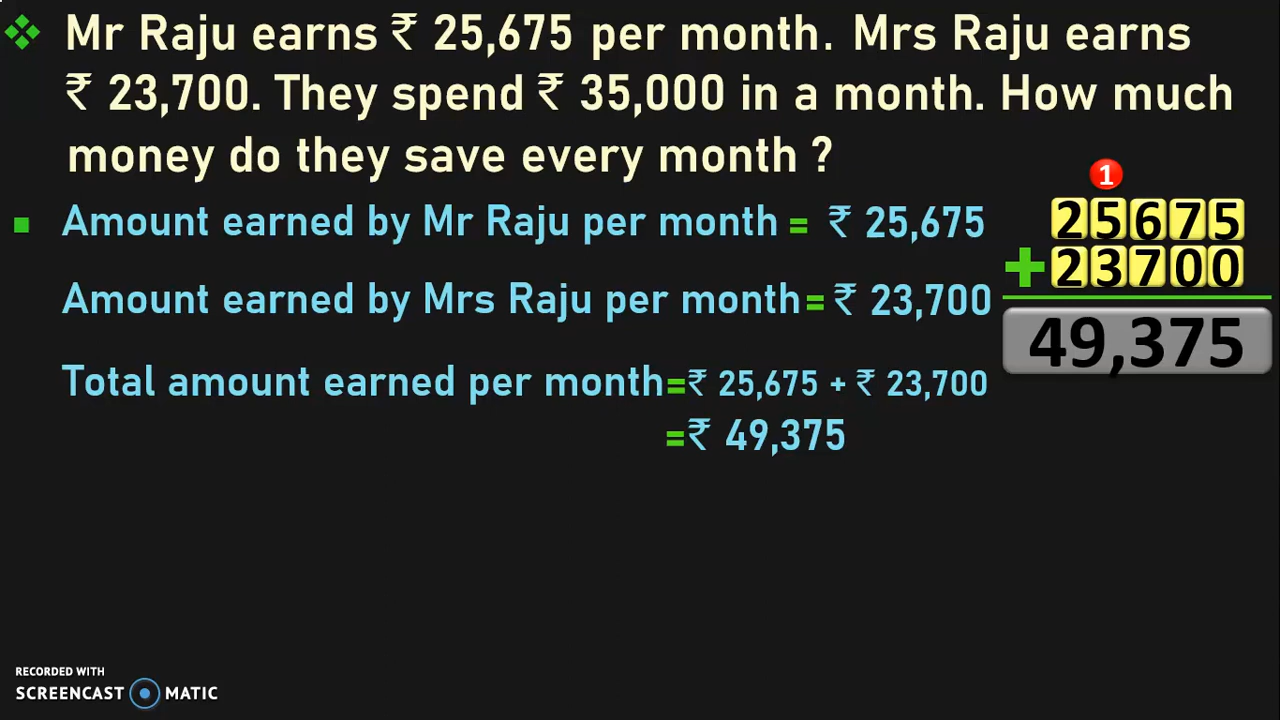 Mr Raju earns ₹ 25,675 per month. Mrs Raju earns
₹ 23,700. They spend ₹ 35,000 in a month. How much
money do they save every month ?
Amount earned by Mr Raju per month = ₹ 25,675
Amount earned by Mrs Raju per month = ₹ 23,700
Total amount earned per month = ₹ 25,675 + ₹ 23,700
= ₹ 49,375
1
25675
+ 23700
49,375
RECORDED WITH
SCREENCAST MATIC